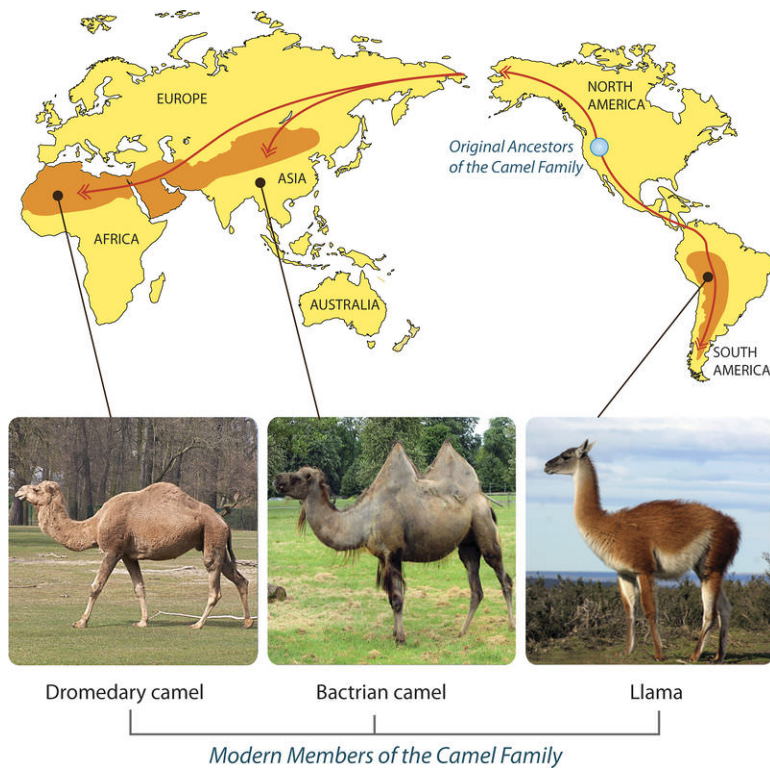 EUROPE
NORTH
AMERICA
Original Ancestors
of the Camel Family
ASIA
AFRICA
AUSTRALIA
SOUTH
AMERICA
Dromedary camel
Bactrian camel
Llama
Modern Members of the Camel Family